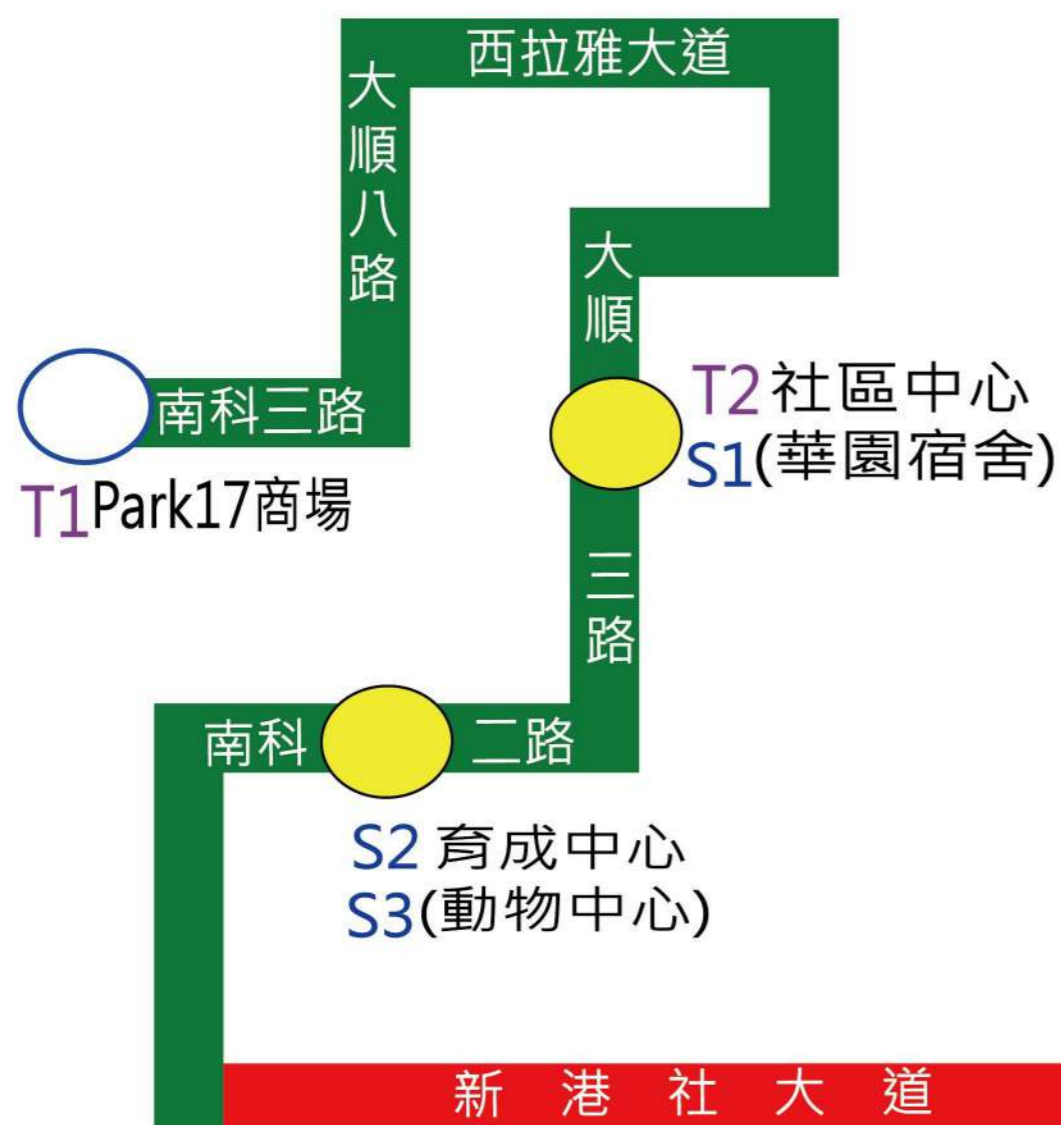 西拉雅大道
大順八路
大順三路
南科三路
T2社區中心
S1(華園宿舍)
T1Park17商場
南科二路
S2育成中心
S3(動物中心)
新港社大道